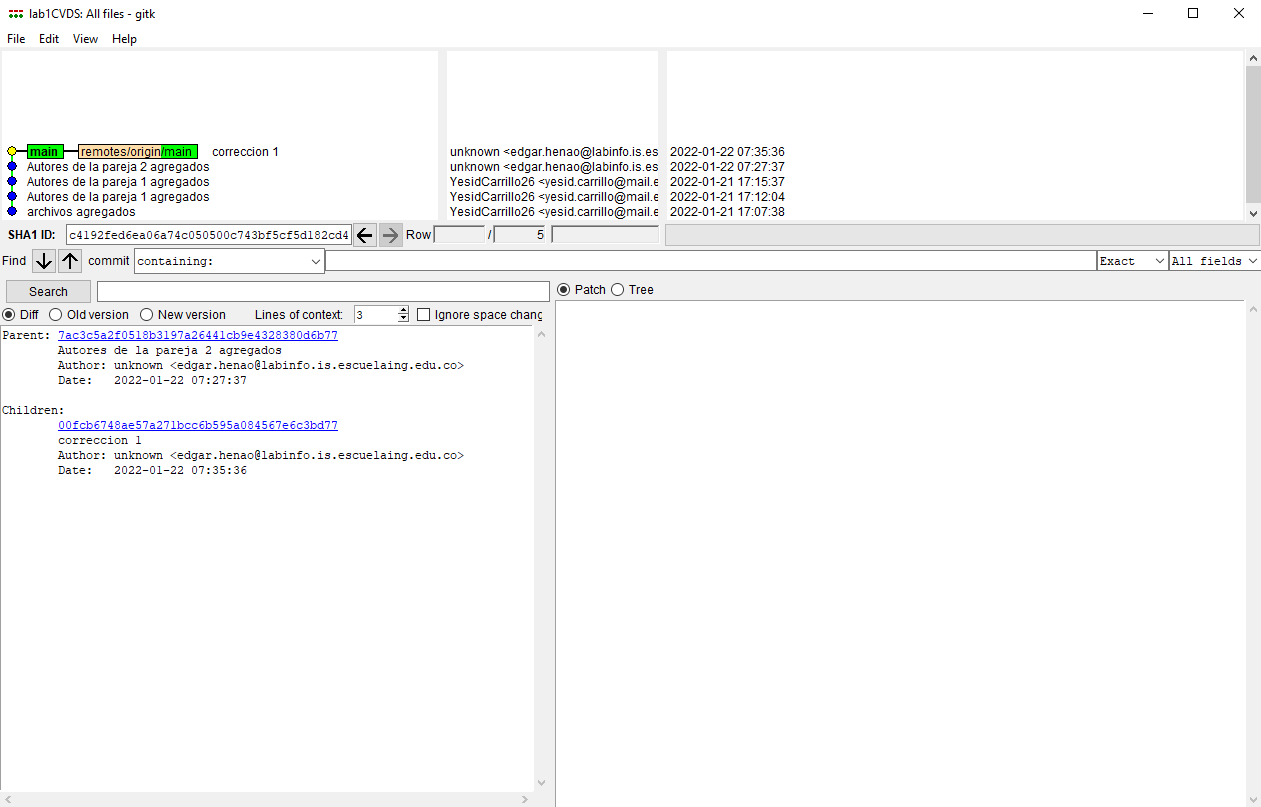 lab1CVDS: All files - gitk
File Edit View Help
main remotes/origin/main correccion 1 unknown <edgar.henao@labinfo.is.es 2022-01-22 07:35:36
Autores de la pareja 2 agregados unknown <edgar.henao@labinfo.is.es 2022-01-22 07:27:37
Autores de la pareja 1 agregados YesidCarrillo26 <yesid.carrillo@mail.e 2022-01-21 17:15:37
Autores de la pareja 1 agregados YesidCarrillo26 <yesid.carrillo@mail.e 2022-01-21 17:12:04
archivos agregados YesidCarrillo26 <yesid.carrillo@mail.e 2022-01-21 17:07:38
SHA1 ID: c4192fed6ea06a74c050500c743bf5cf5d182cd4 Row / 5
Find commit containing: Exact All fields
Search Patch Tree
Diff Old version New version Lines of context: 3 Ignore space chang
Parent: 7ac3c5a2f0518b3197a26441cb9e4328380d6b77
Autores de la pareja 2 agregados
Author: unknown <edgar.henao@labinfo.is.escuelaing.edu.co>
Date: 2022-01-22 07:27:37
Children:
00fcb6748ae57a271bcc6b595a084567e6c3bd77
correccion 1
Author: unknown <edgar.henao@labinfo.is.escuelaing.edu.co>
Date: 2022-01-22 07:35:36